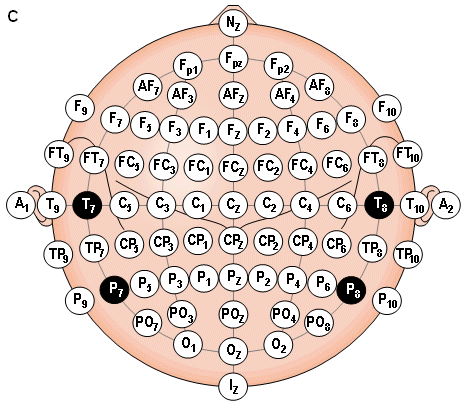 C
Nz
Fp1 Fpz Fp2
AF7 AF3 AFz AF4 AF8
F9 F7 F5 F3 F1 Fz F2 F4 F6 F8 F10
FT9 FT7 FC5 FC3 FC1 FCz FC2 FC4 FC6 FT8 FT10
A1 T9 T7 C5 C3 C1 Cz C2 C4 C6 T8 T10 A2
TP9 TP7 CP5 CP3 CP1 CPz CP2 CP4 CP6 TP8 TP10
P9 P7 P5 P3 P1 Pz P2 P4 P6 P8 P10
PO7 PO3 POz PO4 PO8
O1 Oz O2
Iz